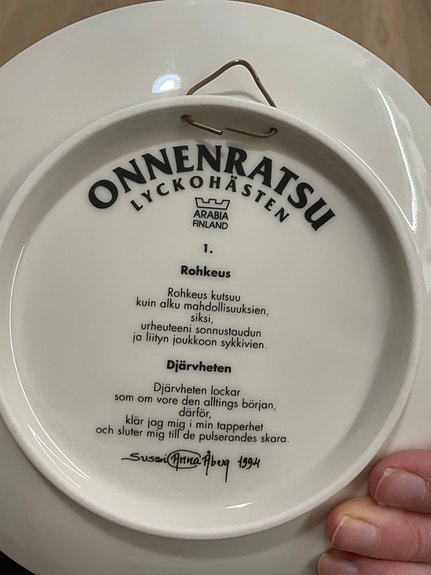 ONNENRATSU
LYCKOHÄSTEN
ARABIA
FINLAND
1.
Rohkeus
Rohkeus kutsuu
kuin alku mahdollisuuksien,
siksi,
urheuteeni sonnustaudun
ja liityn joukkoon sykkivien.
Djärvheten
Djärvheten lockar
som om vore den alltings början,
därför,
klär jag mig i min tapperhet
och sluter mig till de pulserandes skara.
Sussi Anna Åbug 1994